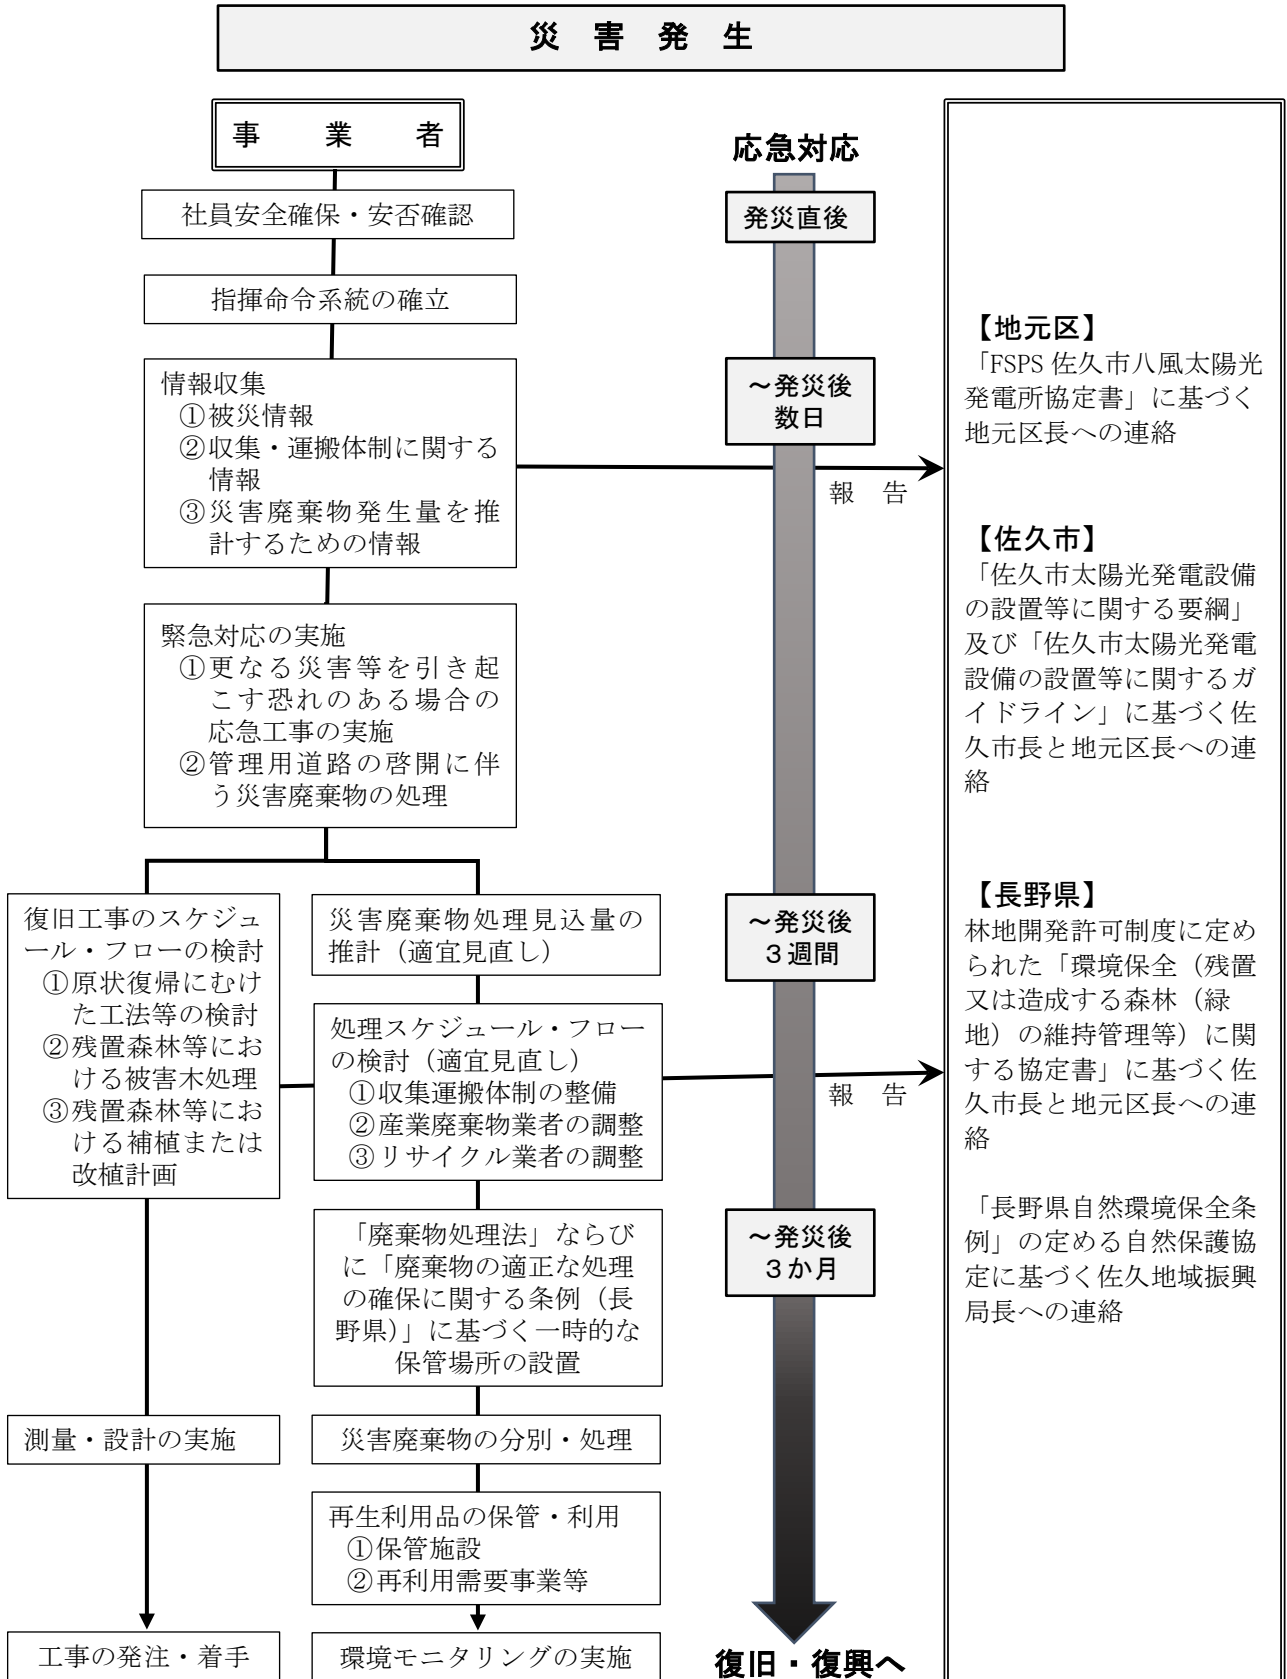 災 害 発 生
事 業 者
社員安全確保・安否確認
指揮命令系統の確立
情報収集
①被災情報
②収集・運搬体制に関する
情報
③災害廃棄物発生量を推
計するための情報
緊急対応の実施
①更なる災害等を引き起
こす恐れのある場合の
応急工事の実施
②管理用道路の啓開に伴
う災害廃棄物の処理
復旧工事のスケジュ
ール・フローの検討
①原状復帰にむけ
た工法等の検討
②残置森林等にお
ける被害木処理
③残置森林等にお
ける補植または
改植計画
測量・設計の実施
工事の発注・着手
災害廃棄物処理見込量の
推計（適宜見直し）
処理スケジュール・フロー
の検討（適宜見直し）
①収集運搬体制の整備
②産業廃棄物業者の調整
③リサイクル業者の調整
「廃棄物処理法」ならび
に「廃棄物の適正な処理
の確保に関する条例（長
野県）」に基づく一時的な
保管場所の設置
災害廃棄物の分別・処理
再生利用品の保管・利用
①保管施設
②再利用需要事業等
環境モニタリングの実施
応急対応
発災直後
～発災後
数日
報 告
～発災後
３週間
報 告
～発災後
３か月
復旧・復興へ
【地元区】
「FSPS 佐久市八風太陽光
発電所協定書」に基づく
地元区長への連絡
【佐久市】
「佐久市太陽光発電設備
の設置等に関する要綱」
及び「佐久市太陽光発電
設備の設置等に関するガ
イドライン」に基づく佐
久市長と地元区長への連
絡
【長野県】
林地開発許可制度に定め
られた「環境保全（残置
又は造成する森林（緑
地）の維持管理等）に関
する協定書」に基づく佐
久市長と地元区長への連
絡
「長野県自然環境保全条
例」の定める自然保護協
定に基づく佐久地域振興
局長への連絡